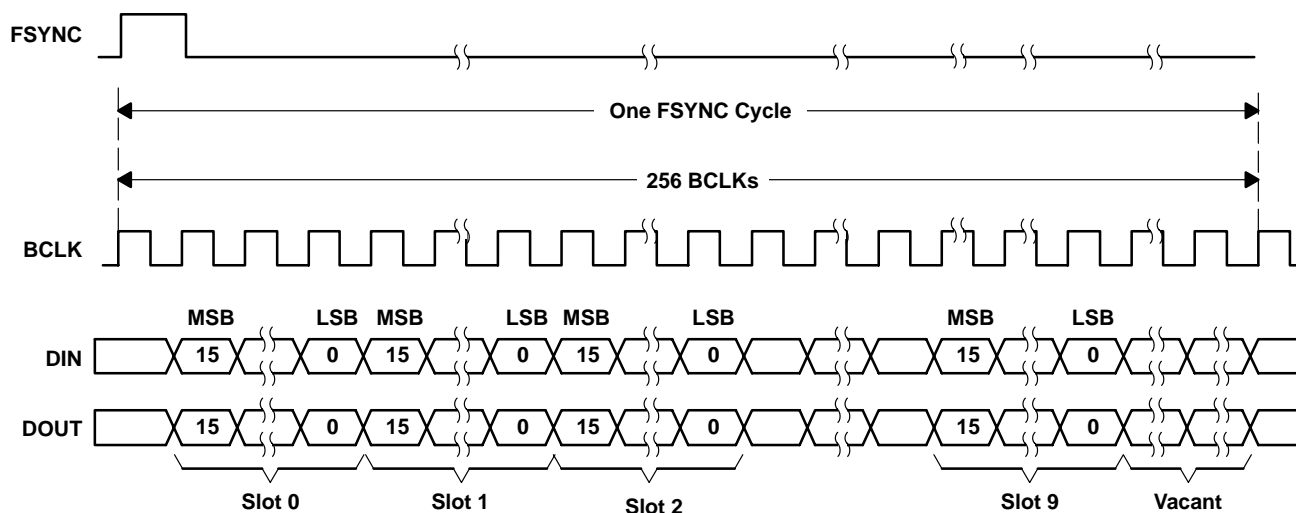 FSYNC
One FSYNC Cycle
256 BCLKs
BCLK
MSB LSB MSB LSB MSB LSB MSB LSB
DIN 15 0 15 0 15 0 15 0
DOUT 15 0 15 0 15 0 15 0
Slot 0 Slot 1 Slot 2 Slot 9 Vacant